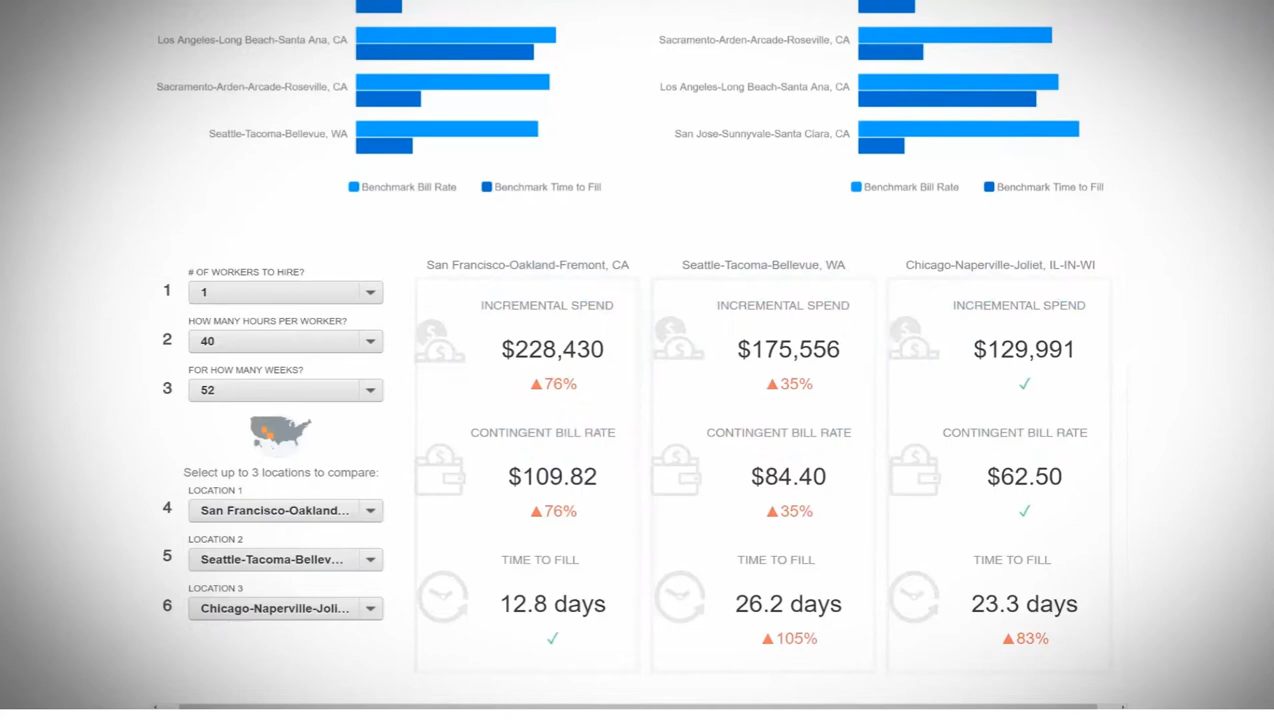 Los Angeles-Long Beach-Santa Ana, CA
Sacramento-Arden-Arcade-Roseville, CA
Seattle-Tacoma-Bellevue, WA
Benchmark Bill Rate
Benchmark Time to Fill
Sacramento-Arden-Arcade-Roseville, CA
Los Angeles-Long Beach-Santa Ana, CA
San Jose-Sunnyvale-Santa Clara, CA
Benchmark Bill Rate
Benchmark Time to Fill
# OF WORKERS TO HIRE?
1
1
HOW MANY HOURS PER WORKER?
2
40
FOR HOW MANY WEEKS?
3
52
Select up to 3 locations to compare:
LOCATION 1
4
San Francisco-Oakland...
LOCATION 2
5
Seattle-Tacoma-Bellev...
LOCATION 3
6
Chicago-Naperville-Joli...
San Francisco-Oakland-Fremont, CA
INCREMENTAL SPEND
$228,430
▲76%
CONTINGENT BILL RATE
$109.82
▲76%
TIME TO FILL
12.8 days
✓
Seattle-Tacoma-Bellevue, WA
INCREMENTAL SPEND
$175,556
▲35%
CONTINGENT BILL RATE
$84.40
▲35%
TIME TO FILL
26.2 days
▲105%
Chicago-Naperville-Joliet, IL-IN-WI
INCREMENTAL SPEND
$129,991
✓
CONTINGENT BILL RATE
$62.50
✓
TIME TO FILL
23.3 days
▲83%